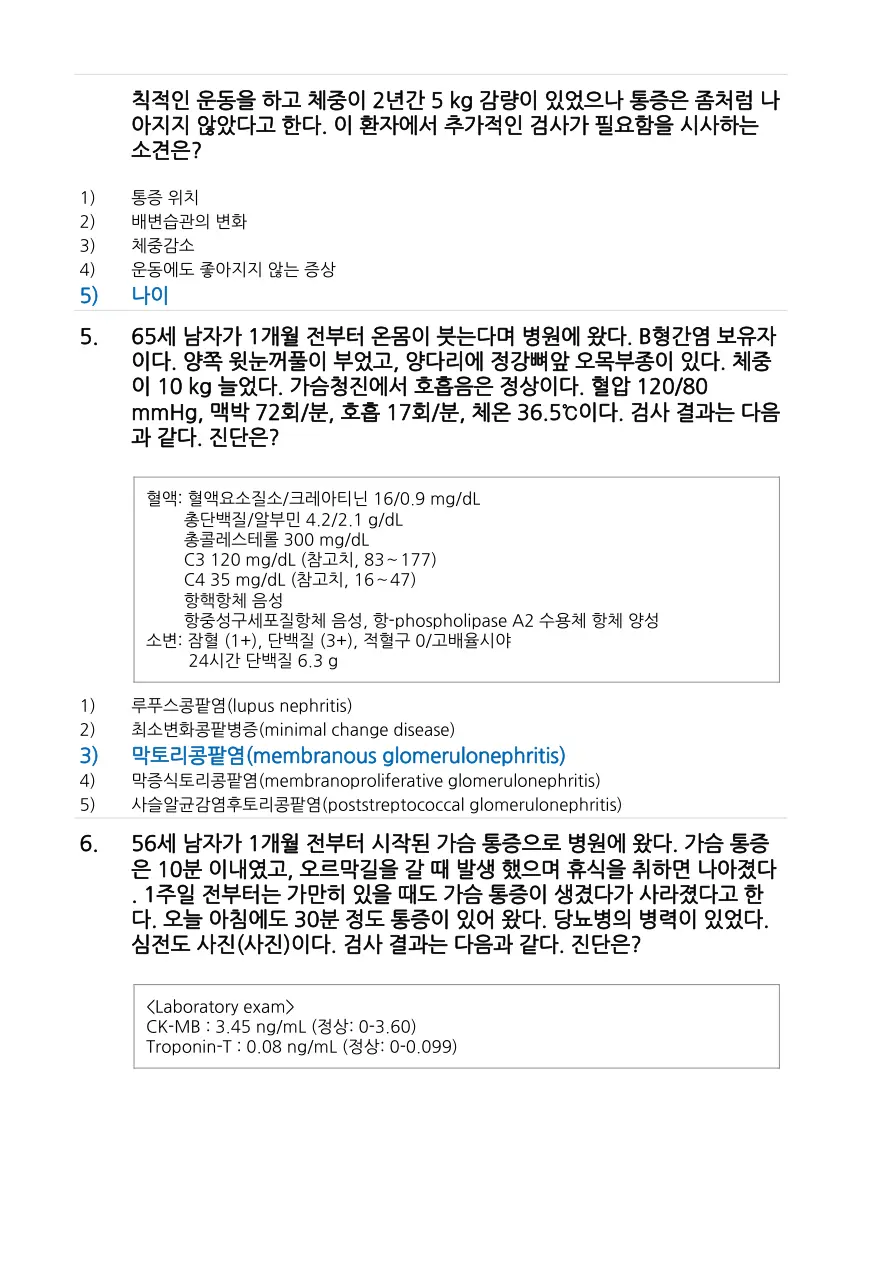 칙적인 운동을 하고 체중이 2년간 5 kg 감량이 있었으나 통증은 좀처럼 나
아지지 않았다고 한다. 이 환자에서 추가적인 검사가 필요함을 시사하는
소견은?
1) 통증 위치
2) 배변습관의 변화
3) 체중감소
4) 운동에도 좋아지지 않는 증상
5) 나이
5. 65세 남자가 1개월 전부터 온몸이 붓는다며 병원에 왔다. B형간염 보유자
이다. 양쪽 윗눈꺼풀이 부었고, 양다리에 정강뼈앞 오목부종이 있다. 체중
이 10 kg 늘었다. 가슴청진에서 호흡음은 정상이다. 혈압 120/80
mmHg, 맥박 72회/분, 호흡 17회/분, 체온 36.5℃이다. 검사 결과는 다음
과 같다. 진단은?
혈액: 혈액요소질소/크레아티닌 16/0.9 mg/dL
총단백질/알부민 4.2/2.1 g/dL
총콜레스테롤 300 mg/dL
C3 120 mg/dL (참고치, 83~177)
C4 35 mg/dL (참고치, 16~47)
항핵항체 음성
항중성구세포질항체 음성, 항-phospholipase A2 수용체 항체 양성
소변: 잠혈 (1+), 단백질 (3+), 적혈구 0/고배율시야
24시간 단백질 6.3 g
1) 루푸스콩팥염(lupus nephritis)
2) 최소변화콩팥병증(minimal change disease)
3) 막토리콩팥염(membranous glomerulonephritis)
4) 막증식토리콩팥염(membranoproliferative glomerulonephritis)
5) 사슬알균감염후토리콩팥염(poststreptococcal glomerulonephritis)
6. 56세 남자가 1개월 전부터 시작된 가슴 통증으로 병원에 왔다. 가슴 통증
은 10분 이내였고, 오르막길을 갈 때 발생 했으며 휴식을 취하면 나아졌다
. 1주일 전부터는 가만히 있을 때도 가슴 통증이 생겼다가 사라졌다고 한
다. 오늘 아침에도 30분 정도 통증이 있어 왔다. 당뇨병의 병력이 있었다.
심전도 사진(사진)이다. 검사 결과는 다음과 같다. 진단은?
<Laboratory exam>
CK-MB : 3.45 ng/mL (정상: 0-3.60)
Troponin-T : 0.08 ng/mL (정상: 0-0.099)